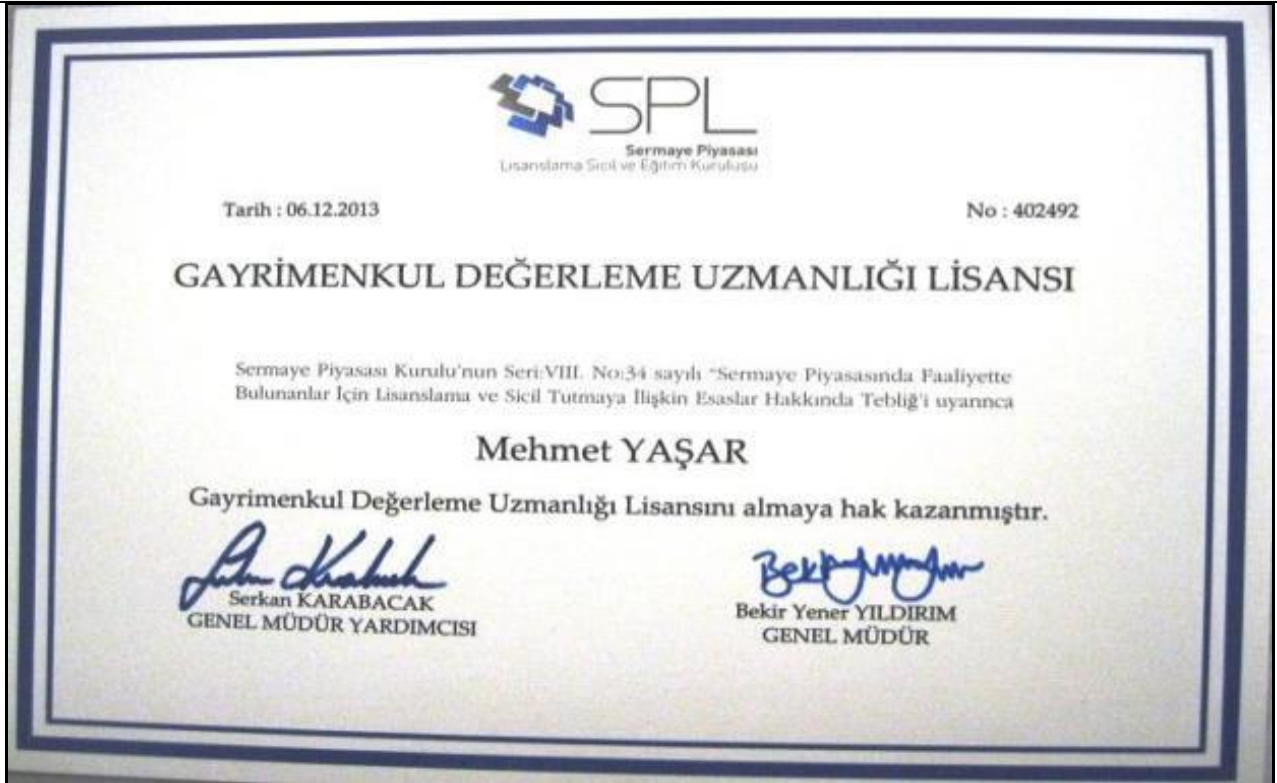 SPL
Sermaye Piyasası
Lisanslama Sicil ve Eğitim Kuruluşu
Tarih : 06.12.2013
No : 402492
GAYRİMENKUL DEĞERLEME UZMANLIĞI LİSANSI
Sermaye Piyasası Kurulu'nun Seri:VIII. No:34 sayılı "Sermaye Piyasasında Faaliyette
Bulunanlar İçin Lisanslama ve Sicil Tutmaya İlişkin Esaslar Hakkında Tebliğ'i uyarınca
Mehmet YAŞAR
Gayrimenkul Değerleme Uzmanlığı Lisansını almaya hak kazanmıştır.
Serkan KARABACAK
GENEL MÜDÜR YARDIMCISI
Bekir Yener YILDIRIM
GENEL MÜDÜR